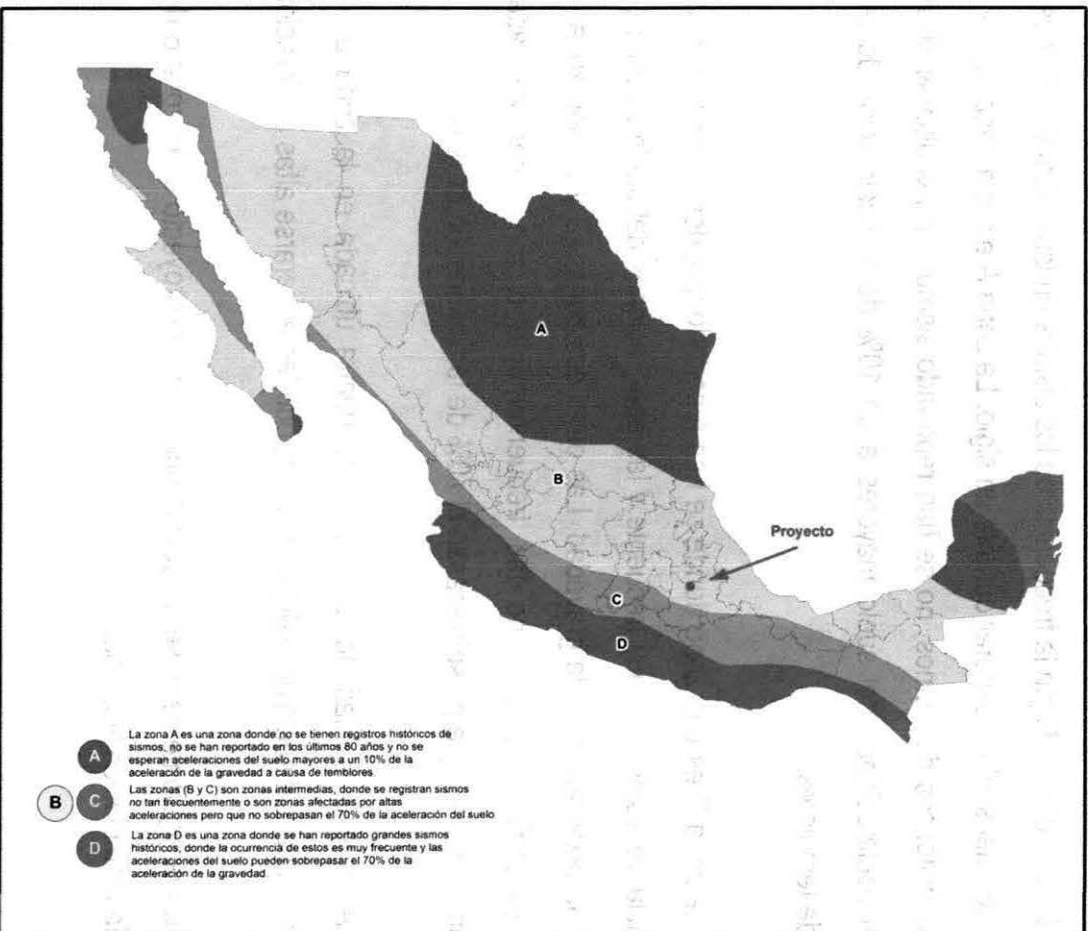 A
B
Proyecto
C
D
A
La zona A es una zona donde no se tienen registros históricos de
sismos, no se han reportado en los últimos 80 años y no se
esperan aceleraciones del suelo mayores a un 10% de la
aceleración de la gravedad a causa de temblores.
B C
Las zonas (B y C) son zonas intermedias, donde se registran sismos
no tan frecuentemente o son zonas afectadas por altas
aceleraciones pero que no sobrepasan el 70% de la aceleración del suelo
D
La zona D es una zona donde se han reportado grandes sismos
históricos, donde la ocurrencia de estos es muy frecuente y las
aceleraciones del suelo pueden sobrepasar el 70% de la
aceleración de la gravedad